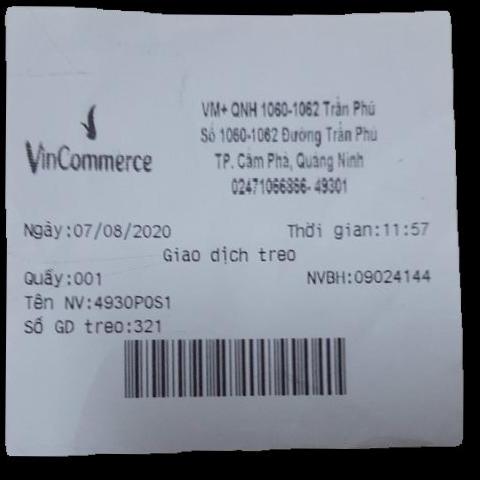 VinCommerce
VM+ QNH 1060-1062 Trần Phú
Số 1060-1062 Đường Trần Phú
TP. Cẩm Phả, Quảng Ninh
02471066866- 49301
Ngày:07/08/2020 Thời gian:11:57
Giao dịch treo
Quầy:001 NVBH:09024144
Tên NV:4930POS1
Số GD treo:321